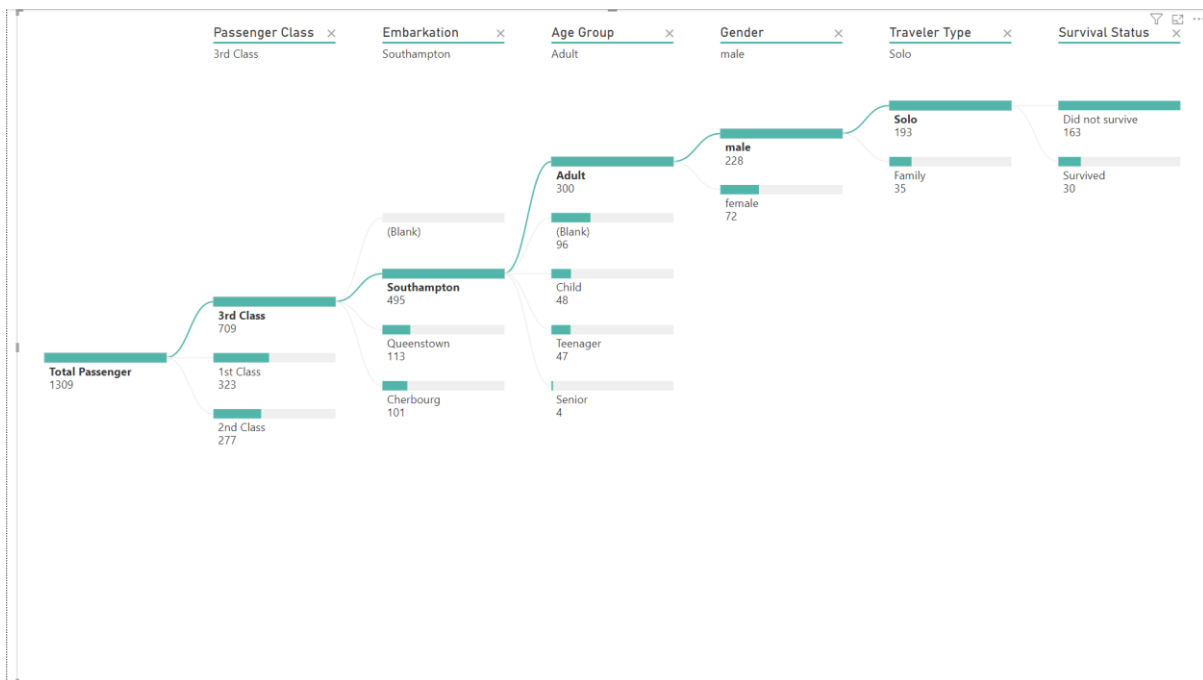 Passenger Class
3rd Class
Embarkation
Southampton
Age Group
Adult
Gender
male
Traveler Type
Solo
Survival Status
Total Passenger
1309
3rd Class
709
1st Class
323
2nd Class
277
(Blank)
Southampton
495
Queenstown
113
Cherbourg
101
Adult
300
(Blank)
96
Child
48
Teenager
47
Senior
4
male
228
female
72
Solo
193
Family
35
Did not survive
163
Survived
30